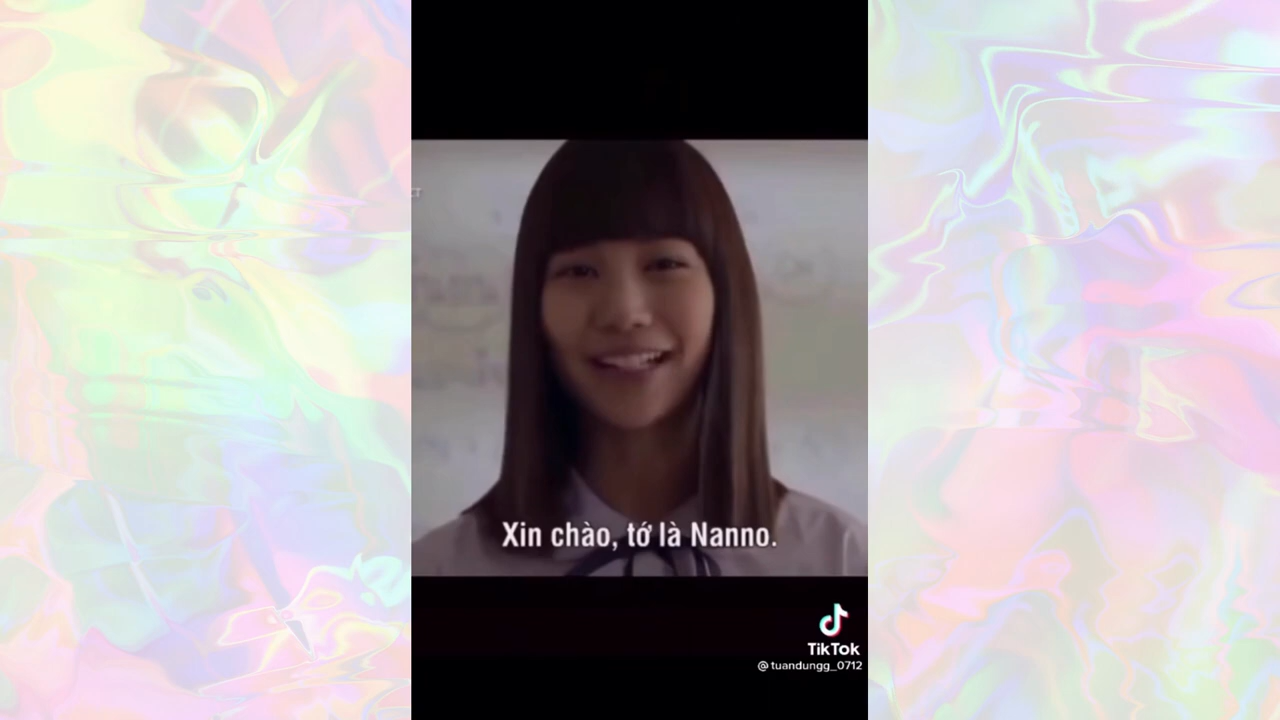 Xin chào, tớ là Nanno.
TikTok
@tuandungg_0712